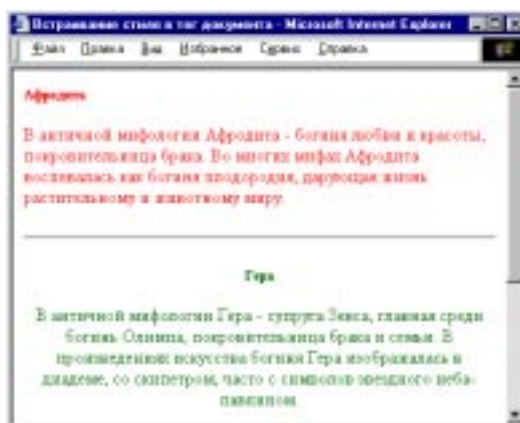 Встраивание стиля в тег документа - Microsoft Internet Explorer
Файл Правка Вид Избранное Сервис Справка
Афродита
В античной мифологии Афродита - богиня любви и красоты,
покровительница брака. Во многих мифах Афродита
воспевалась как богиня плодородия, дарующая жизнь
растительному и животному миру.
Гера
В античной мифологии Гера - супруга Зевса, главная среди
богинь Олимпа, покровительница брака и семьи. В
произведениях искусства богиня Гера изображалась в
диадеме, со скипетром, часто с символов звездного неба-
павлином